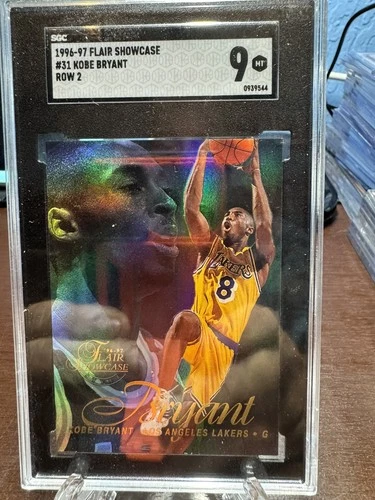 SGC
1996-97 FLAIR SHOWCASE
#31 KOBE BRYANT
ROW 2
9 MT
0939564
LAKERS
8
FLAIR
SHOWCASE
Bryant
KOBE BRYANT LOS ANGELES LAKERS • G